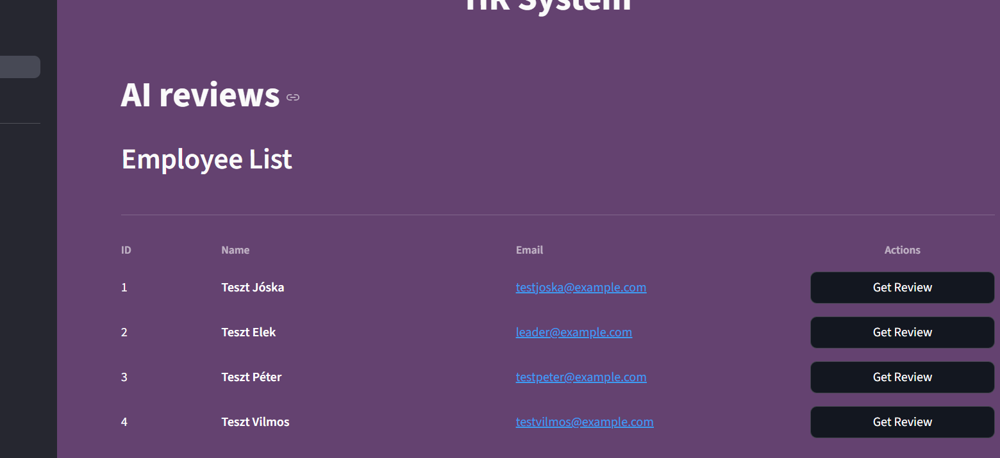 HR System
AI reviews
Employee List
ID Name Email Actions
1 Teszt Jóska testjoska@example.com Get Review
2 Teszt Elek leader@example.com Get Review
3 Teszt Péter testpeter@example.com Get Review
4 Teszt Vilmos testvilmos@example.com Get Review